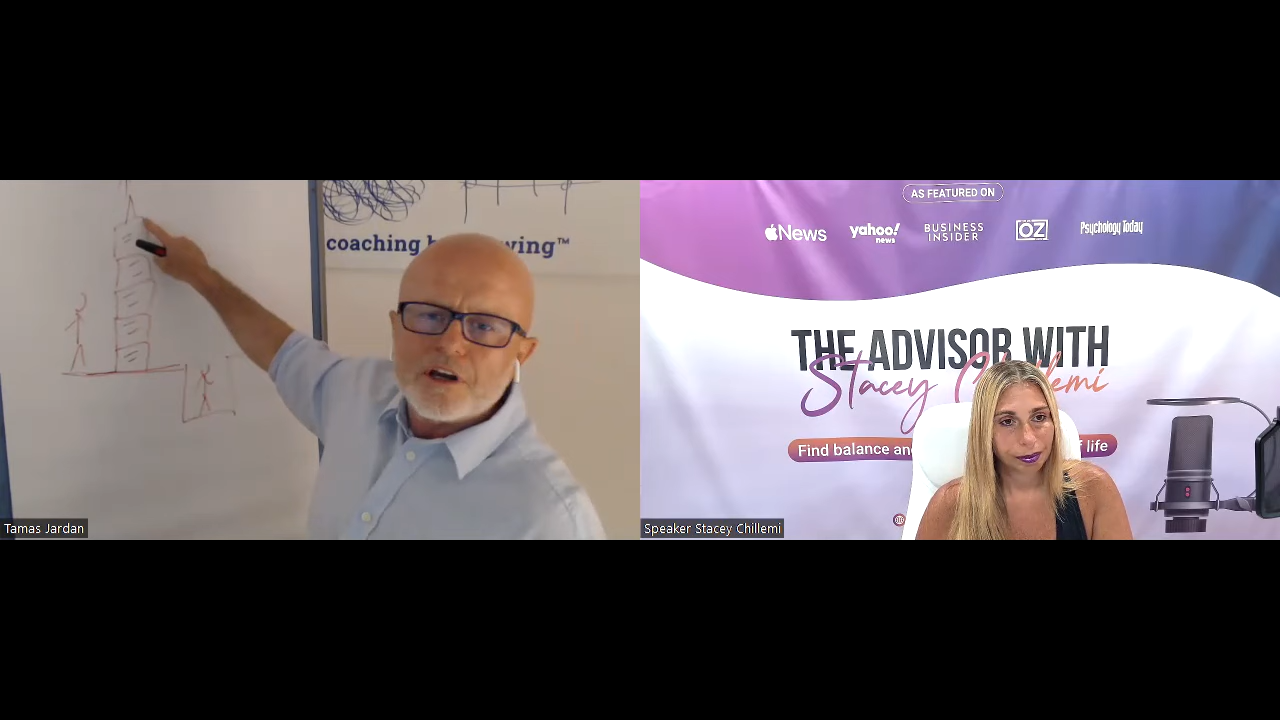 coaching
wing™
Tamas Jardan
AS FEATURED ON
News
yahoo!
news
BUSINESS
INSIDER
OZ
Psychology Today
THE ADVISOR WITH
Stacey
Find balance
life
Speaker Stacey Chillemi